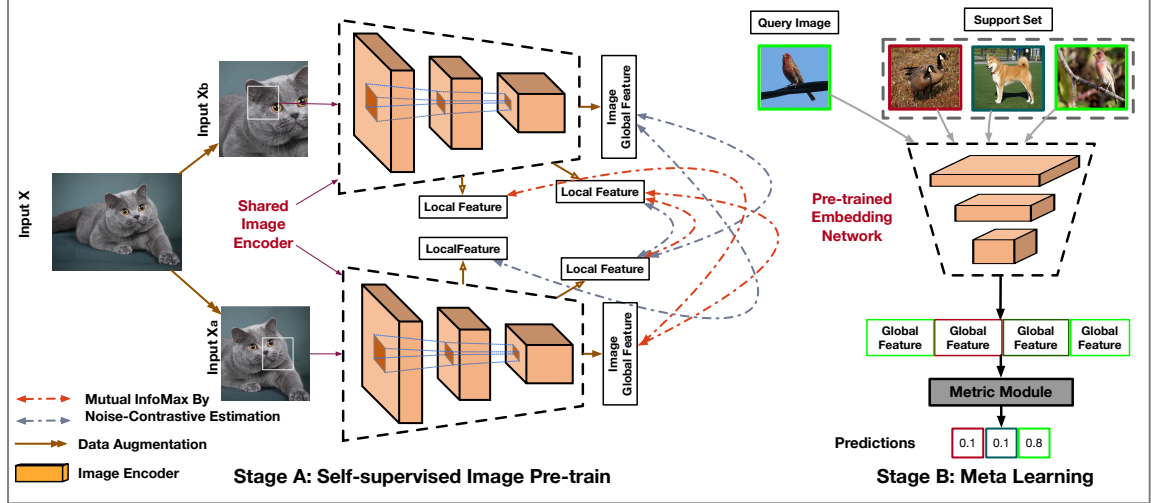 Query Image
Support Set
Input X
Input Xb
Image
Global Feature
Local Feature
Local Feature
Shared
Image
Encoder
LocalFeature
Local Feature
Input Xa
Image
Global Feature
Mutual InfoMax By
Noise-Contrastive Estimation
Data Augmentation
Image Encoder
Stage A: Self-supervised Image Pre-train
Pre-trained
Embedding
Network
Global
Feature
Global
Feature
Global
Feature
Global
Feature
Metric Module
Predictions
0.1
0.1
0.8
Stage B: Meta Learning